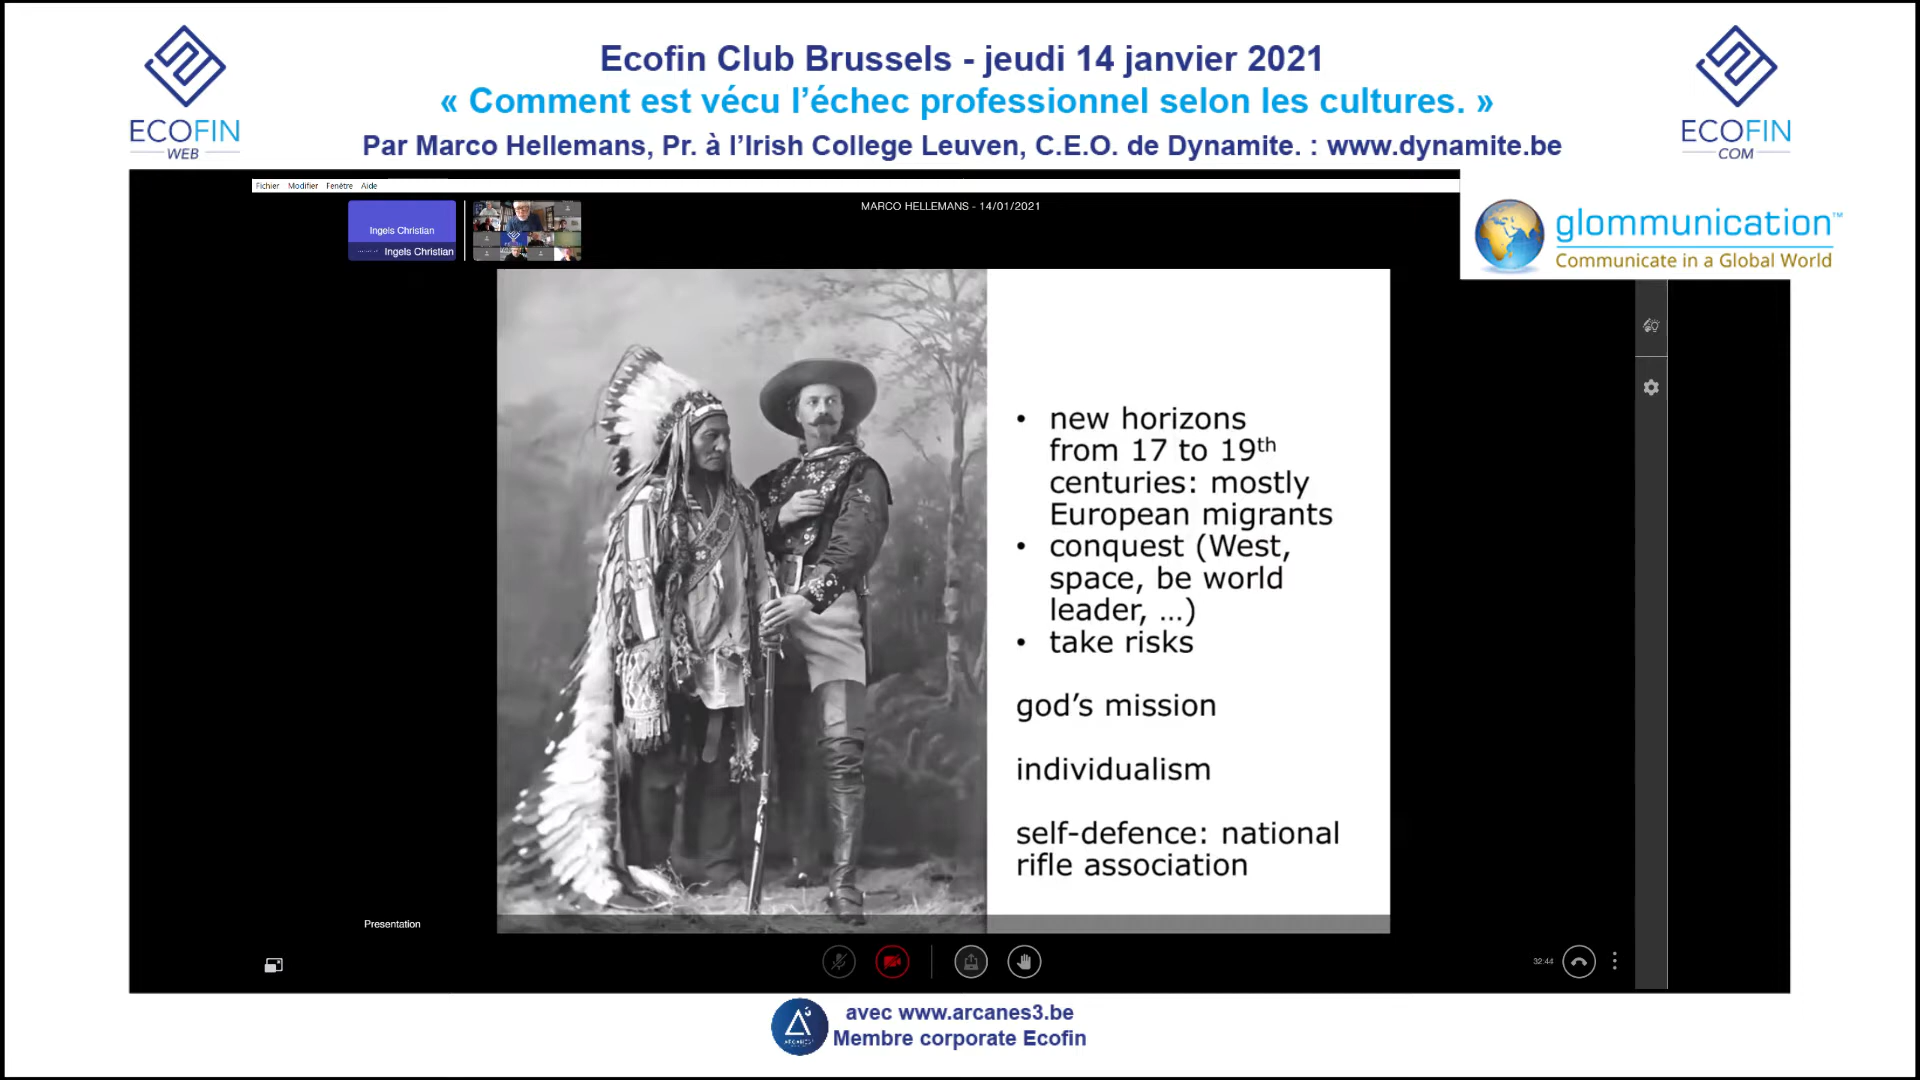 Ecofin Club Brussels - jeudi 14 janvier 2021
« Comment est vécu l’échec professionnel selon les cultures. »
Par Marco Hellemans, Pr. à l’Irish College Leuven, C.E.O. de Dynamite. : www.dynamite.be
ECOFIN
WEB
ECOFIN
COM
Fichier Modifier Fenêtre Aide
MARCO HELLEMANS - 14/01/2021
Ingels Christian
Ingels Christian
glommunication™
Communicate in a Global World
• new horizons
from 17 to 19th
centuries: mostly
European migrants
• conquest (West,
space, be world
leader, ...)
• take risks
god’s mission
individualism
self-defence: national
rifle association
Presentation
32:44
avec www.arcanes3.be
Membre corporate Ecofin